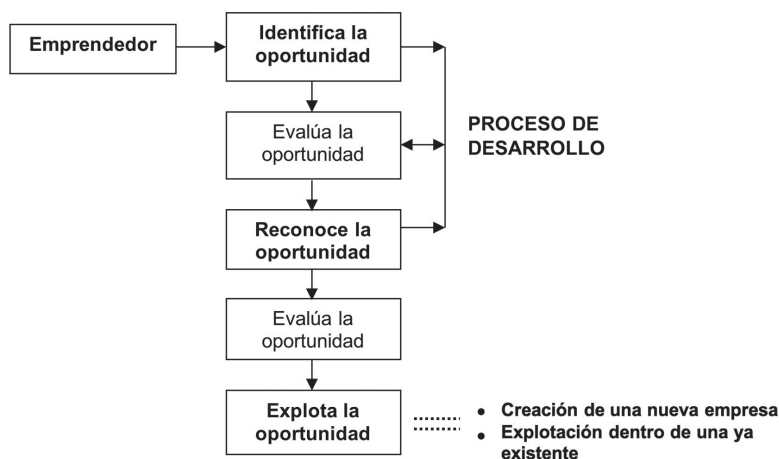 Emprendedor
Identifica la
oportunidad
Evalúa la
oportunidad
PROCESO DE
DESARROLLO
Reconoce la
oportunidad
Evalúa la
oportunidad
Explota la
oportunidad
• Creación de una nueva empresa
• Explotación dentro de una ya
existente